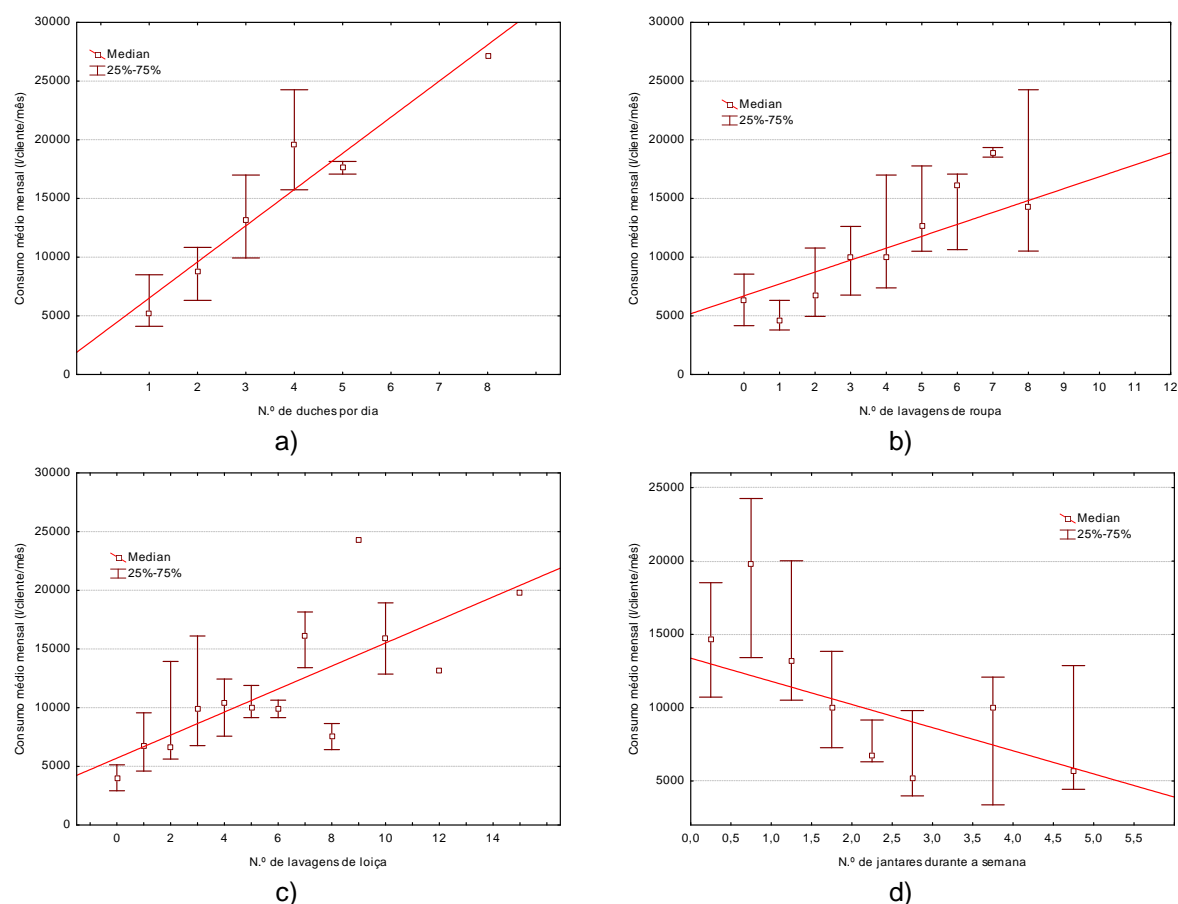 30000
25000
20000
15000
10000
5000
0
Consumo médio mensal (l/cliente/mês)
Median
25%-75%
1 2 3 4 5 6 7 8
N.º de duches por dia
a)
30000
25000
20000
15000
10000
5000
0
Consumo médio mensal (l/cliente/mês)
Median
25%-75%
0 1 2 3 4 5 6 7 8 9 10 11 12
N.º de lavagens de roupa
b)
30000
25000
20000
15000
10000
5000
0
Consumo médio mensal (l/cliente/mês)
Median
25%-75%
0 2 4 6 8 10 12 14
N.º de lavagens de loiça
c)
25000
20000
15000
10000
5000
Consumo médio mensal (l/cliente/mês)
Median
25%-75%
0,0 0,5 1,0 1,5 2,0 2,5 3,0 3,5 4,0 4,5 5,0 5,5
N.º de jantares durante a semana
d)